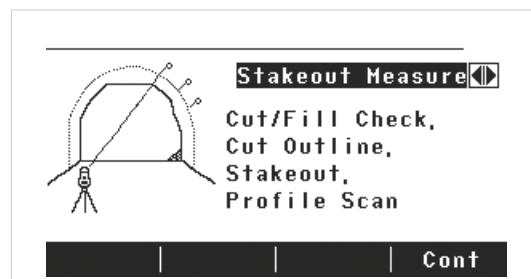 Stakeout Measure
Cut/Fill Check,
Cut Outline,
Stakeout,
Profile Scan
Cont